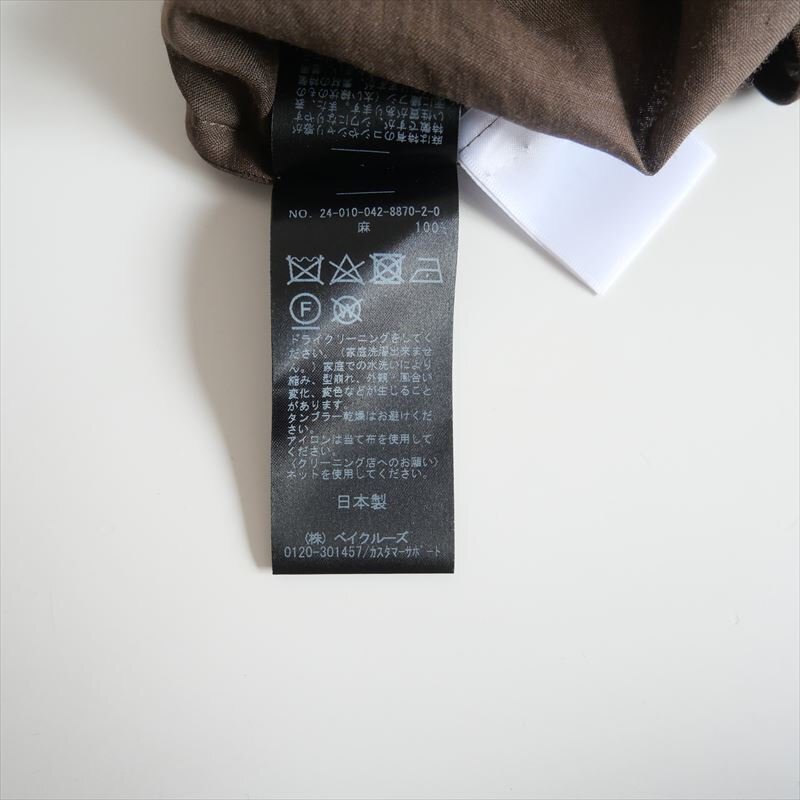 NO. 24-010-042-8870-2-0
麻 100%
F
W
ドライクリーニングをしてく
ださい。(家庭洗濯出来ませ
ん。)家庭での水洗いにより
縮み、型崩れ、外観・風合い
変化、変色などが生じること
があります。
タンブラー乾燥はお避けくだ
さい。
アイロンは当て布を使用して
ください。
〈クリーニング店へのお願い〉
ネットを使用してください。
日本製
(株) ベイクルーズ
0120-301457/カスタマーサポート